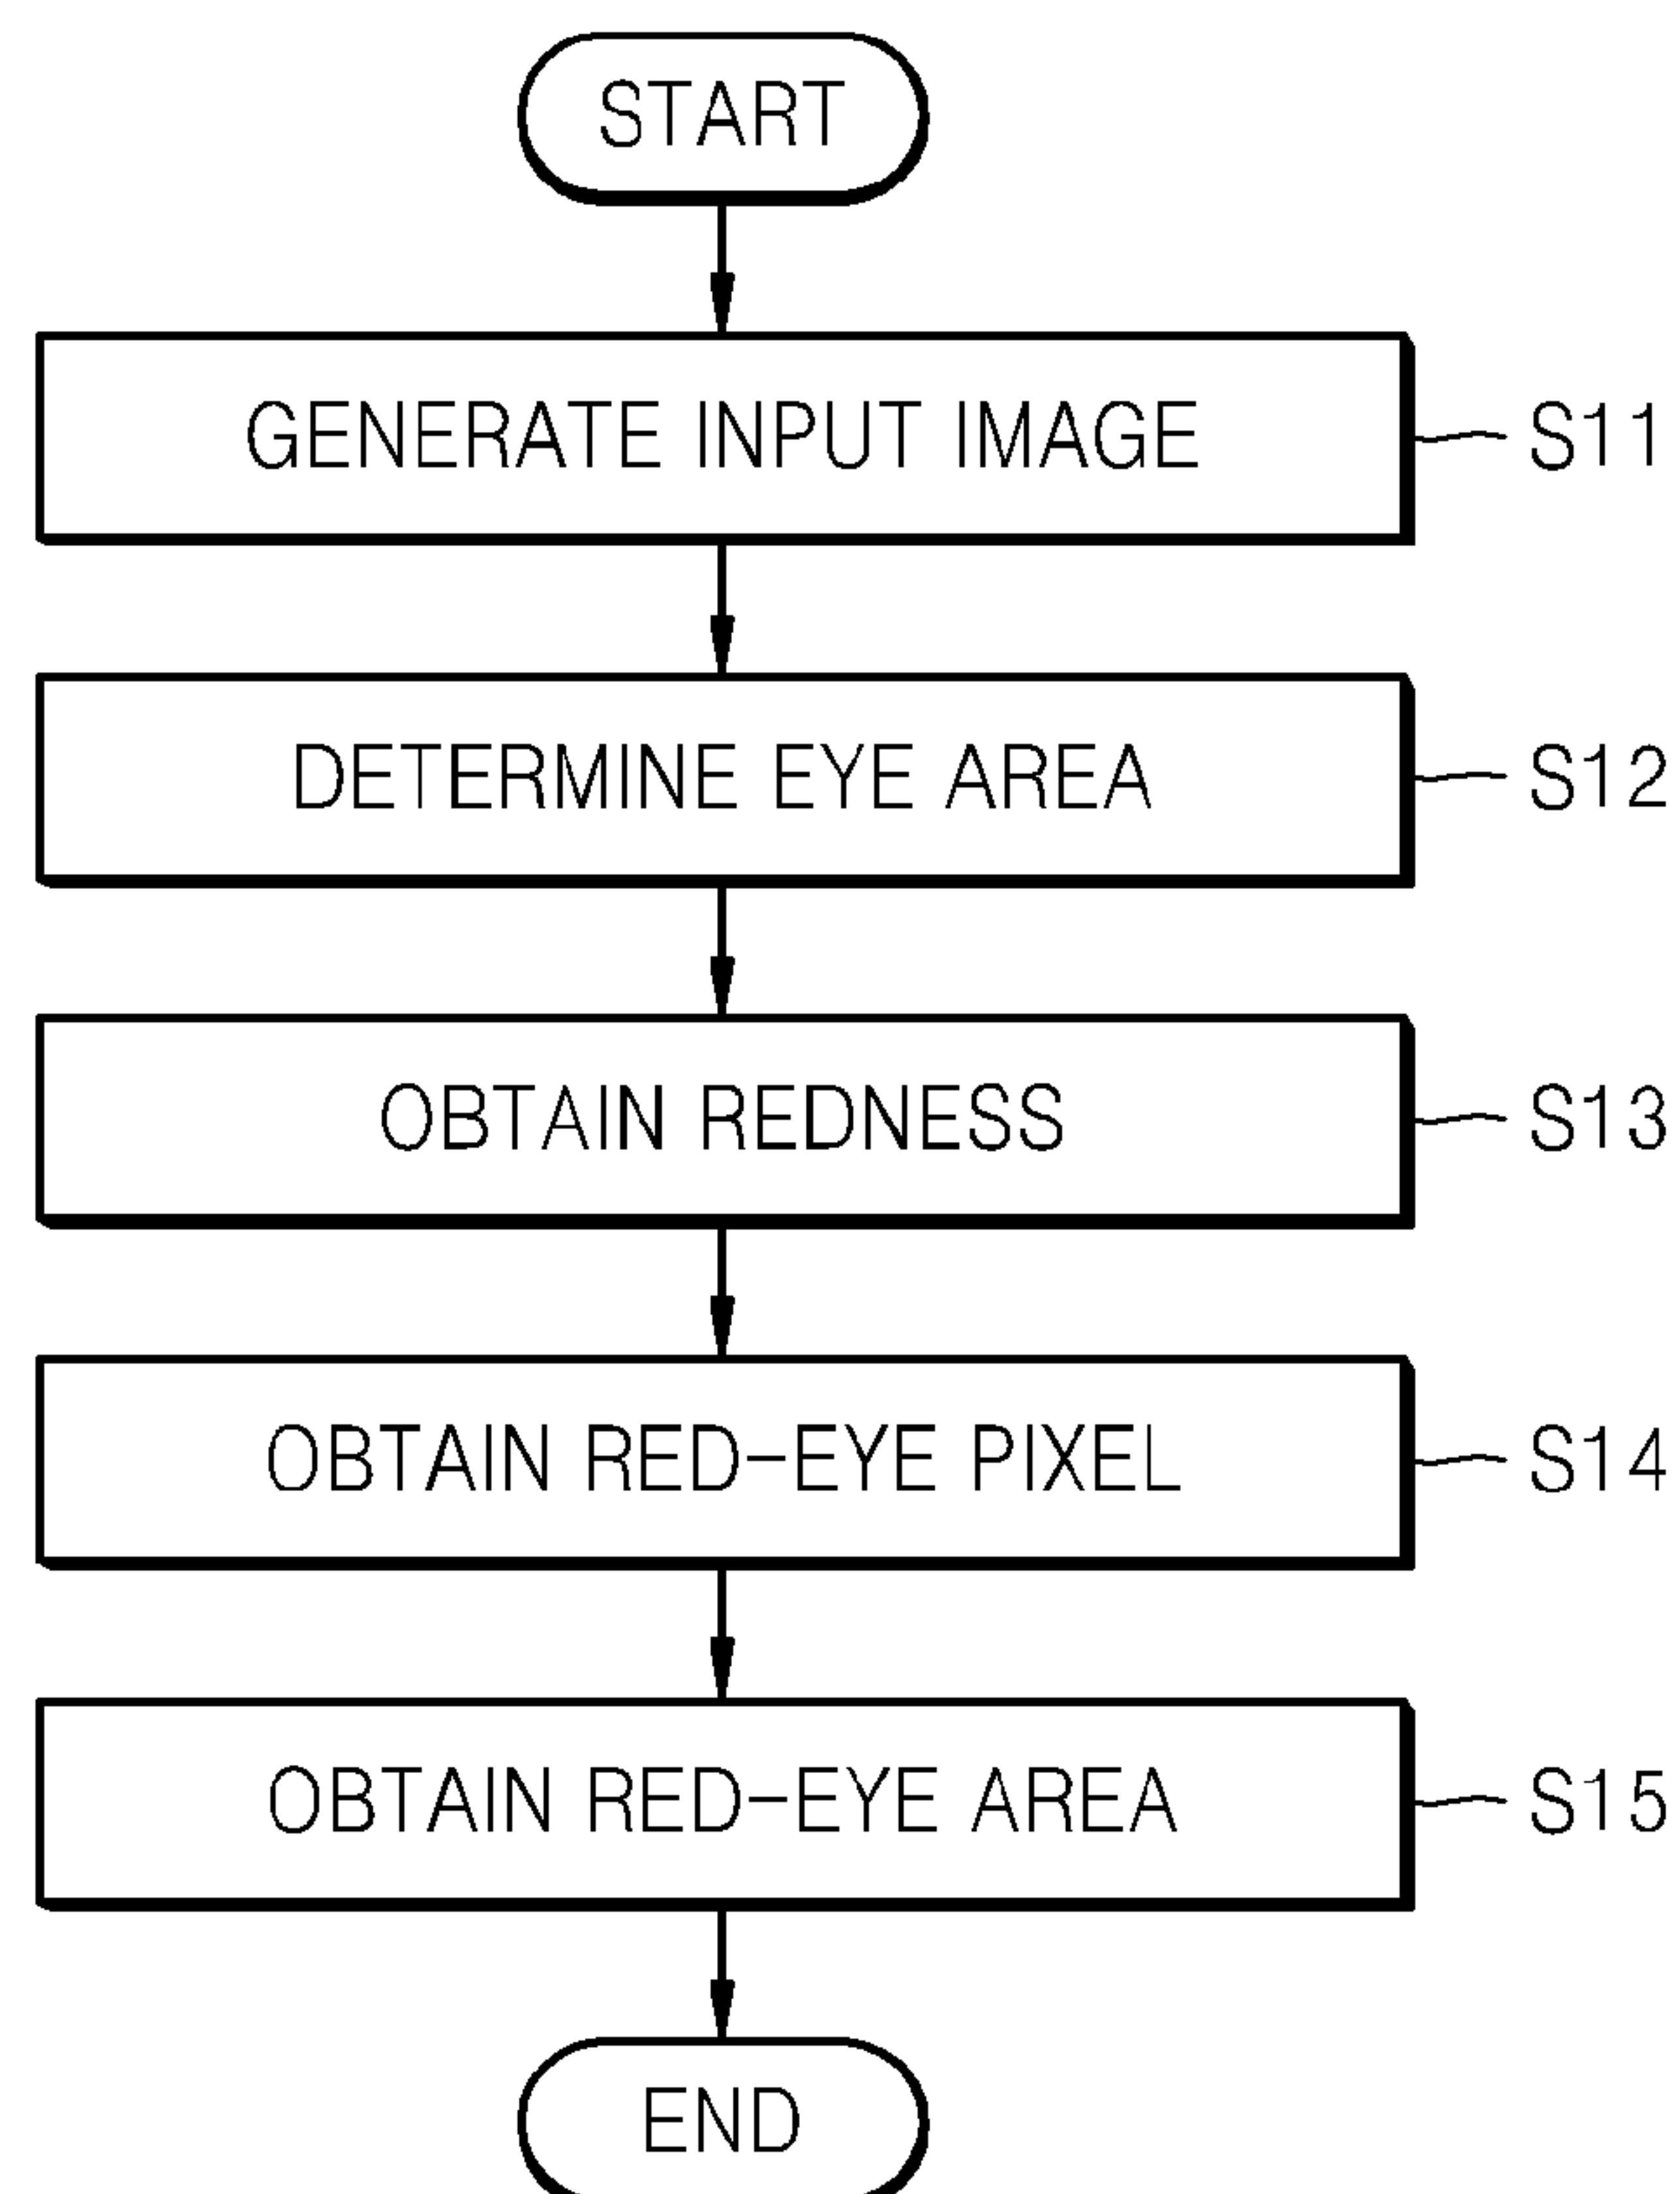 START
GENERATE INPUT IMAGE S11
DETERMINE EYE AREA S12
OBTAIN REDNESS S13
OBTAIN RED-EYE PIXEL S14
OBTAIN RED-EYE AREA S15
END